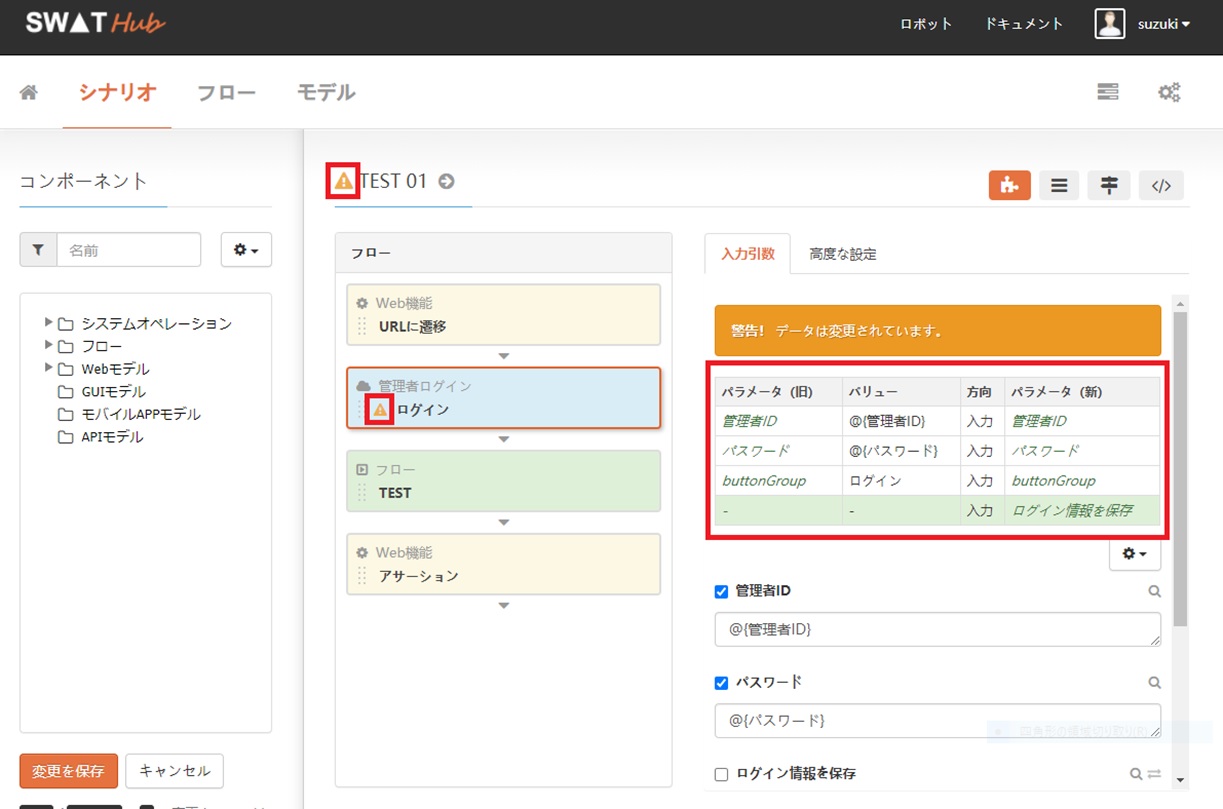 SWAT Hub
ロボット ドキュメント suzuki
シナリオ フロー モデル
コンポーネント
名前
システムオペレーション
フロー
Webモデル
GUIモデル
モバイルAPPモデル
APIモデル
変更を保存 キャンセル
TEST 01
フロー
Web機能
URLに遷移
管理者ログイン
ログイン
フロー
TEST
Web機能
アサーション
入力引数 高度な設定
警告! データは変更されています。
パラメータ（旧） バリュー 方向 パラメータ（新）
管理者ID @{管理者ID} 入力 管理者ID
パスワード @{パスワード} 入力 パスワード
buttonGroup ログイン 入力 buttonGroup
- - 入力 ログイン情報を保存
管理者ID
@{管理者ID}
パスワード
@{パスワード}
四角形の領域切り取り(R)
ログイン情報を保存